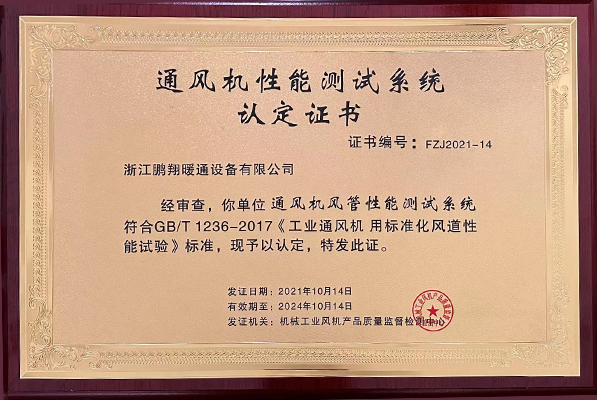 通风机性能测试系统
认定证书
证书编号：FZJ2021-14
浙江鹏翔暖通设备有限公司
经审查，你单位通风机风管性能测试系统
符合GB/T 1236-2017《工业通风机 用标准化风道性
能试验》标准，现予以认定，特发此证。
发证日期：2021年10月14日
有效期至：2024年10月14日
发证机关：机械工业风机产品质量监督检测中心